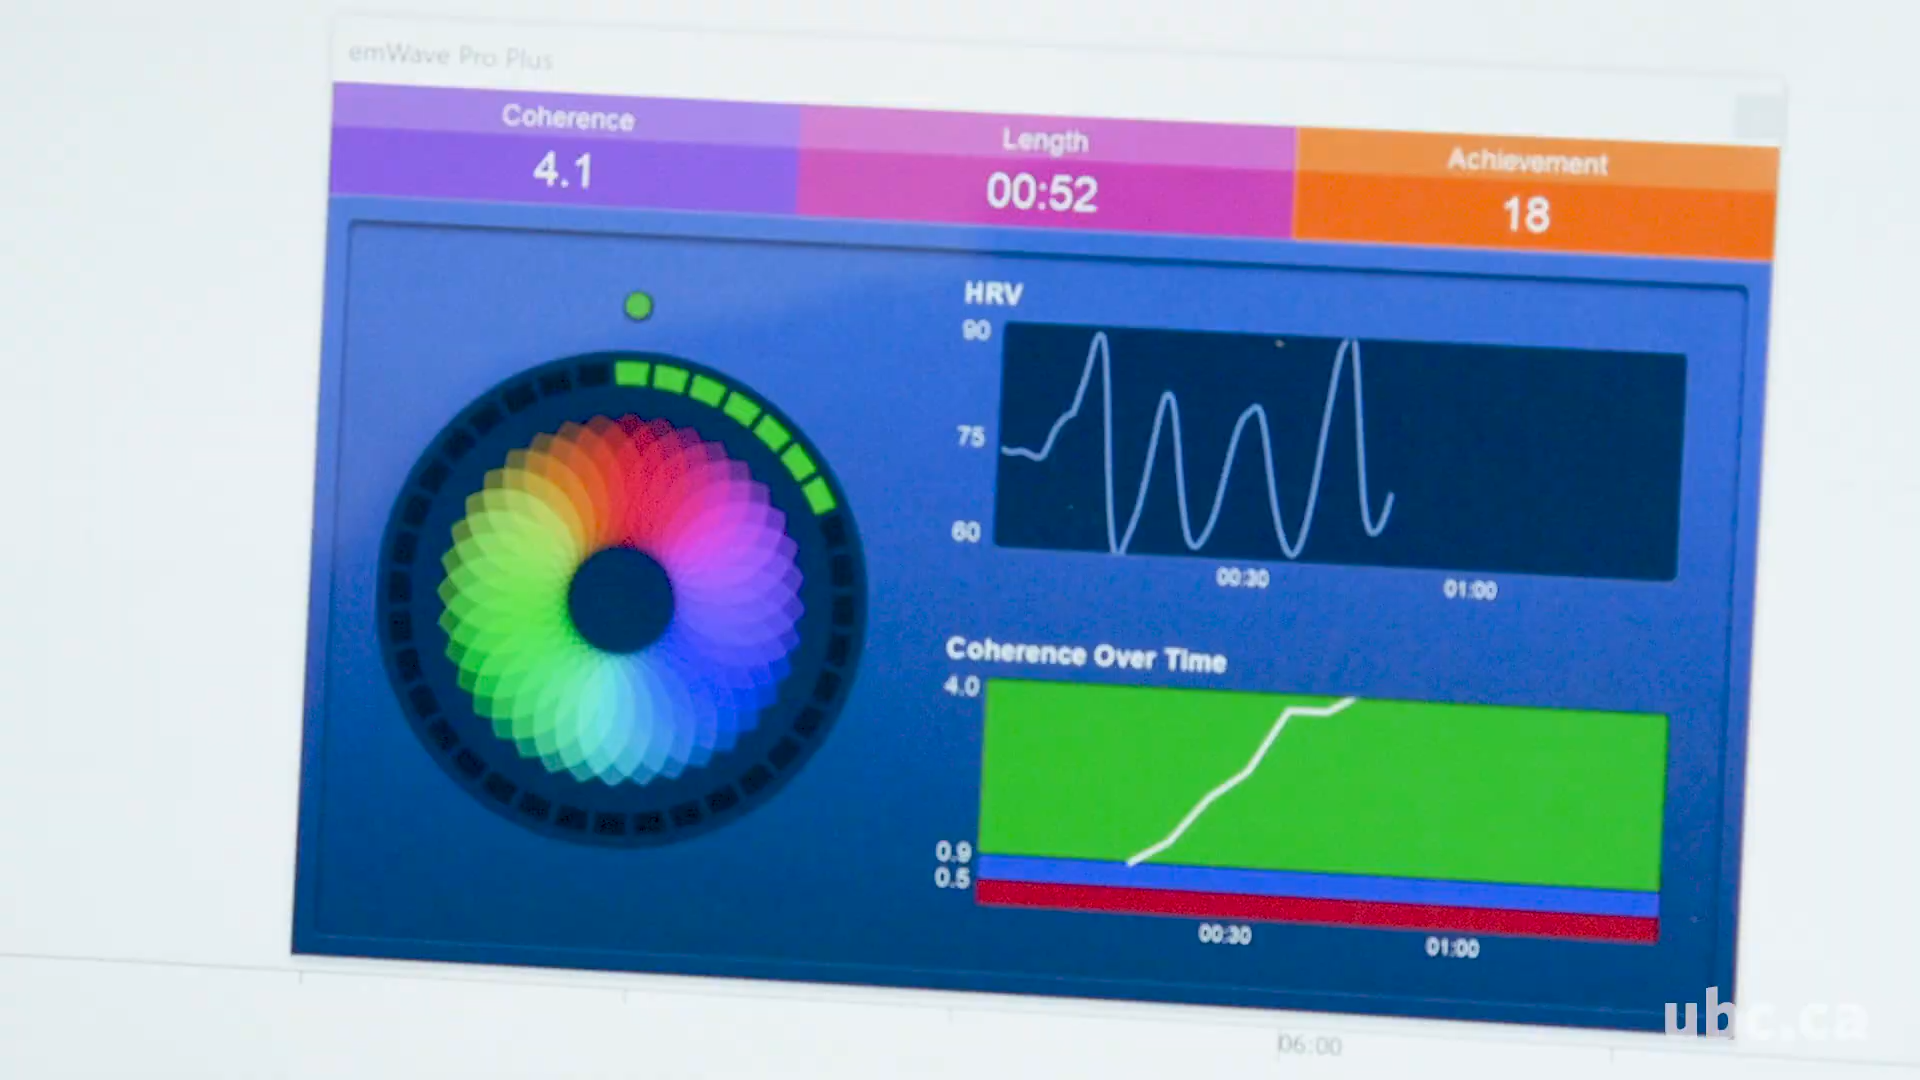 emWave Pro Plus
Coherence
4.1
Length
00:52
Achievement
18
HRV
90
75
60
00:30
01:00
Coherence Over Time
4.0
0.9
0.5
00:30
01:00
06:00
ubc.ca